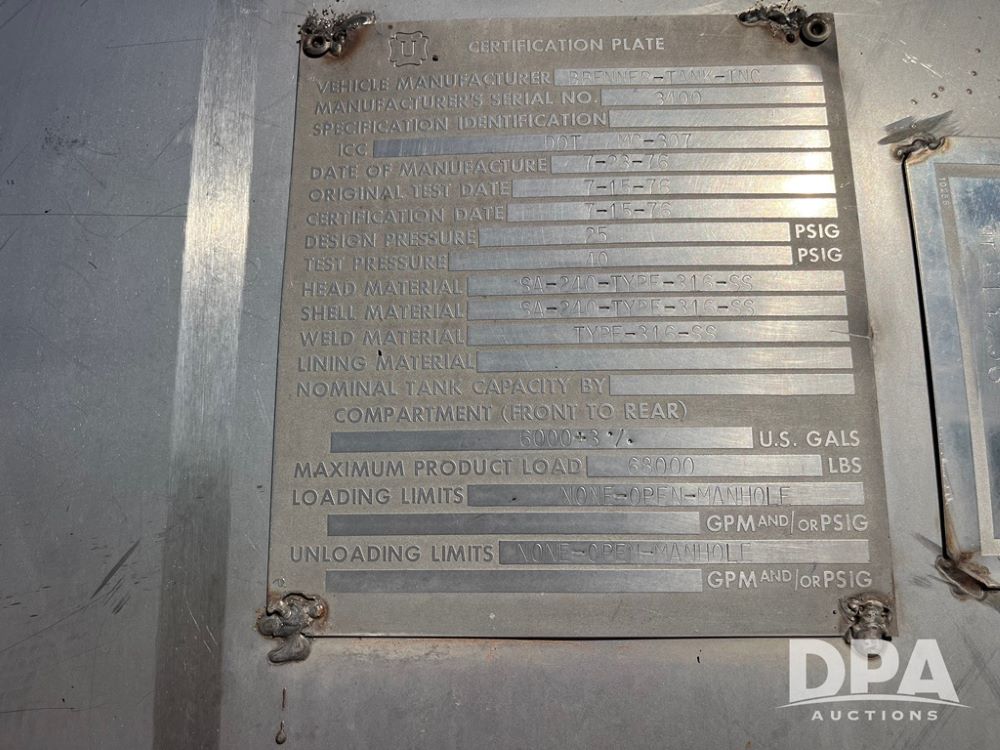 U CERTIFICATION PLATE
VEHICLE MANUFACTURER BRENNER-TANK-INC
MANUFACTURER'S SERIAL NO. 3400
SPECIFICATION IDENTIFICATION
ICC DOT MC-307
DATE OF MANUFACTURE 7-23-76
ORIGINAL TEST DATE 7-15-76
CERTIFICATION DATE 7-15-76
DESIGN PRESSURE 25 PSIG
TEST PRESSURE 40 PSIG
HEAD MATERIAL SA-240-TYPE-316-SS
SHELL MATERIAL SA-240-TYPE-316-SS
WELD MATERIAL TYPE-316-SS
LINING MATERIAL
NOMINAL TANK CAPACITY BY
COMPARTMENT (FRONT TO REAR)
6000+3% U.S. GALS
MAXIMUM PRODUCT LOAD 63000 LBS
LOADING LIMITS NONE-OPEN-MANHOLE
GPM AND/OR PSIG
UNLOADING LIMITS NONE-OPEN-MANHOLE
GPM AND/OR PSIG
DPA
AUCTIONS